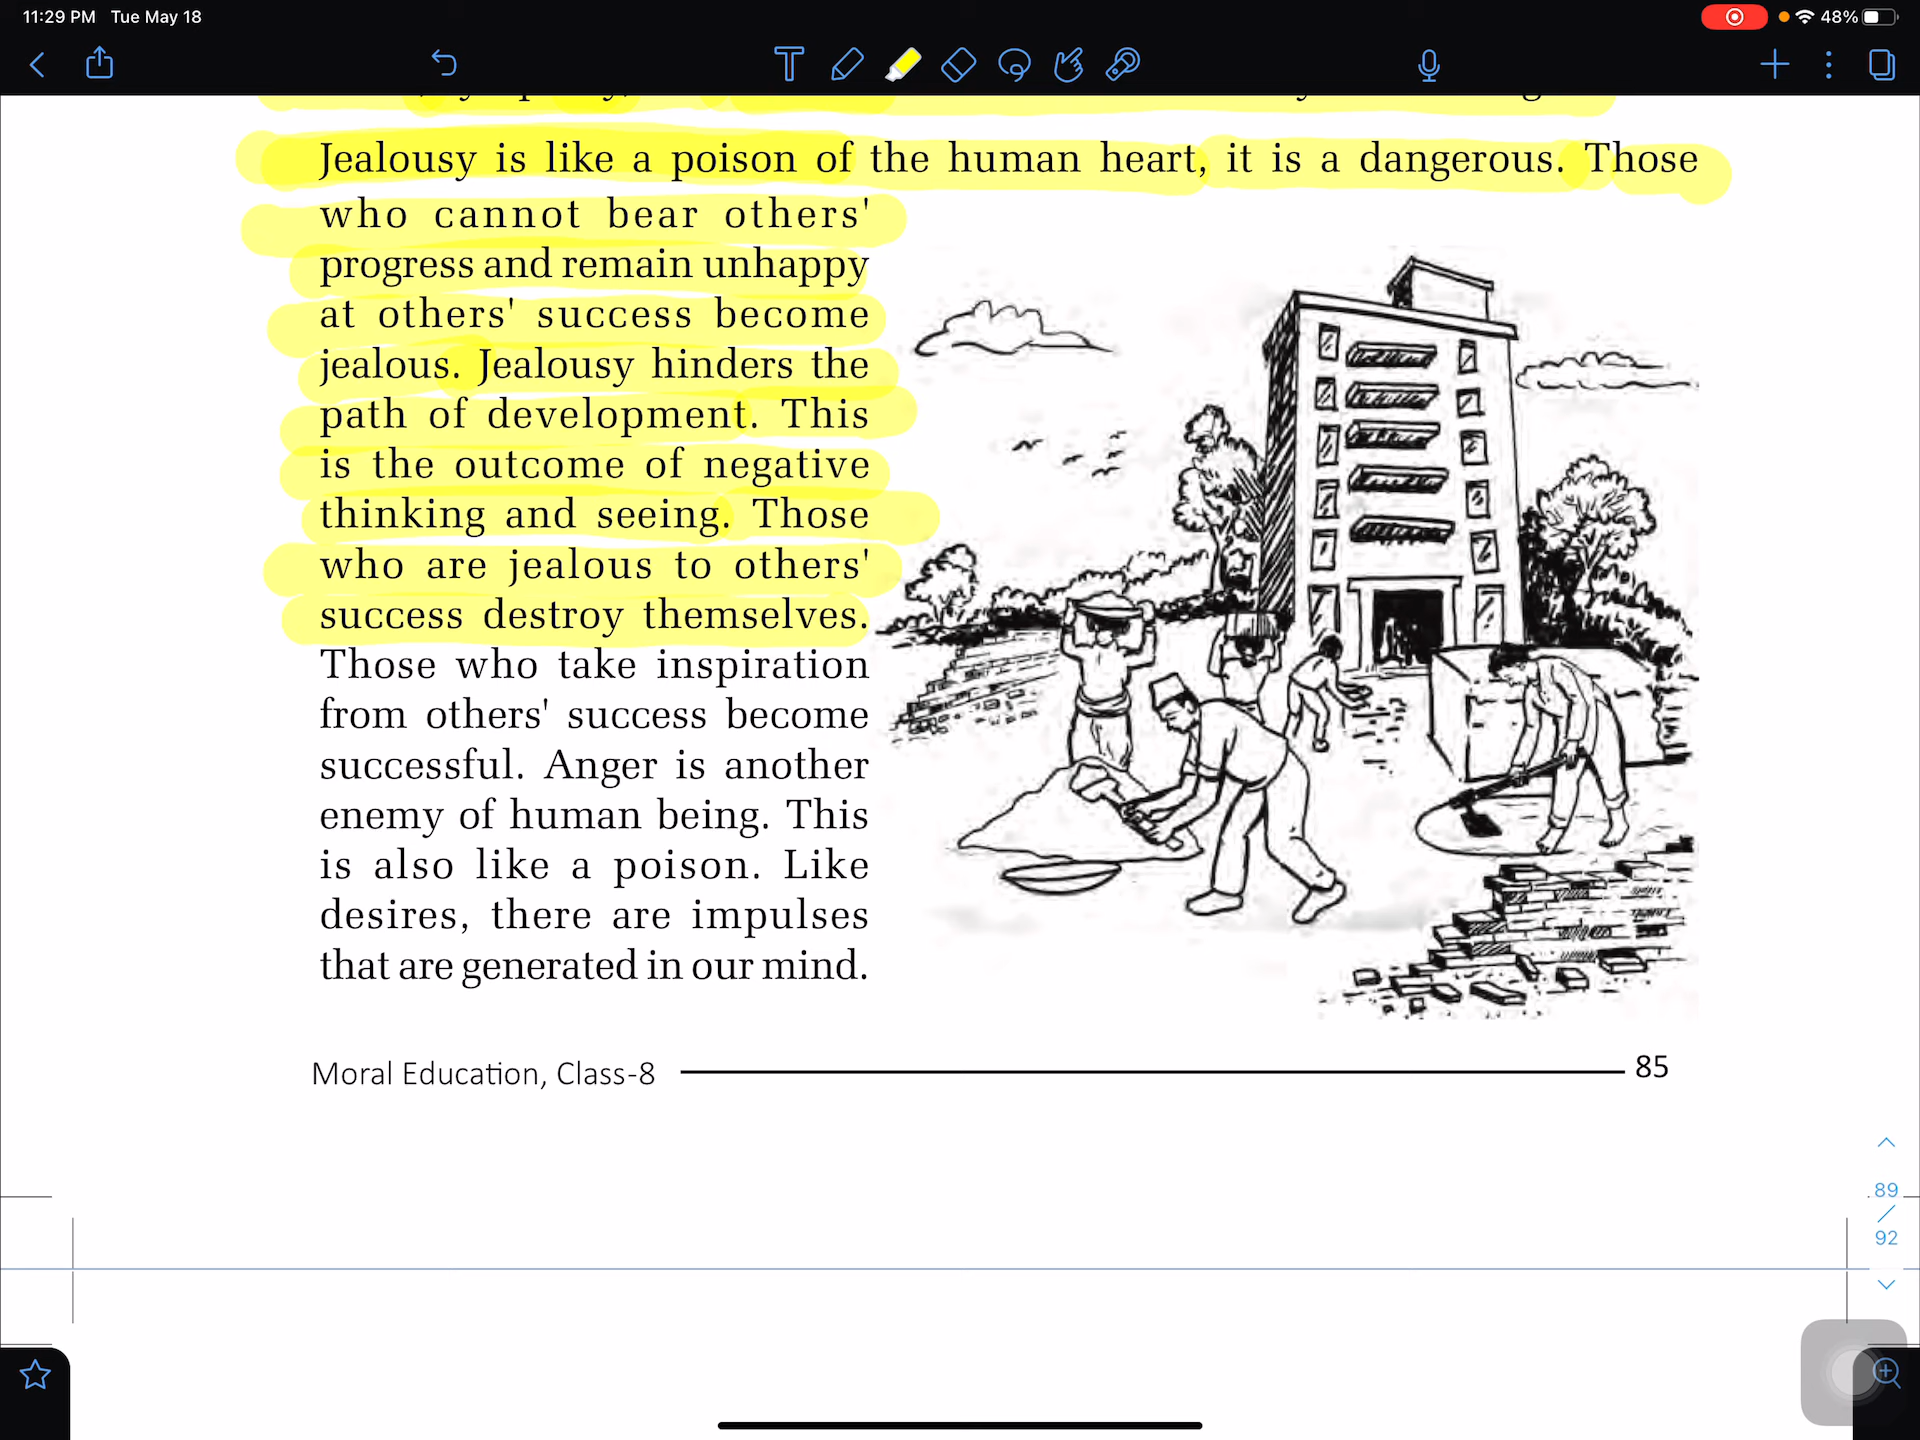 11:29 PM Tue May 18
48%
Jealousy is like a poison of the human heart, it is a dangerous. Those
who cannot bear others'
progress and remain unhappy
at others' success become
jealous. Jealousy hinders the
path of development. This
is the outcome of negative
thinking and seeing. Those
who are jealous to others'
success destroy themselves.
Those who take inspiration
from others' success become
successful. Anger is another
enemy of human being. This
is also like a poison. Like
desires, there are impulses
that are generated in our mind.
Moral Education, Class-8 85
89
/
92